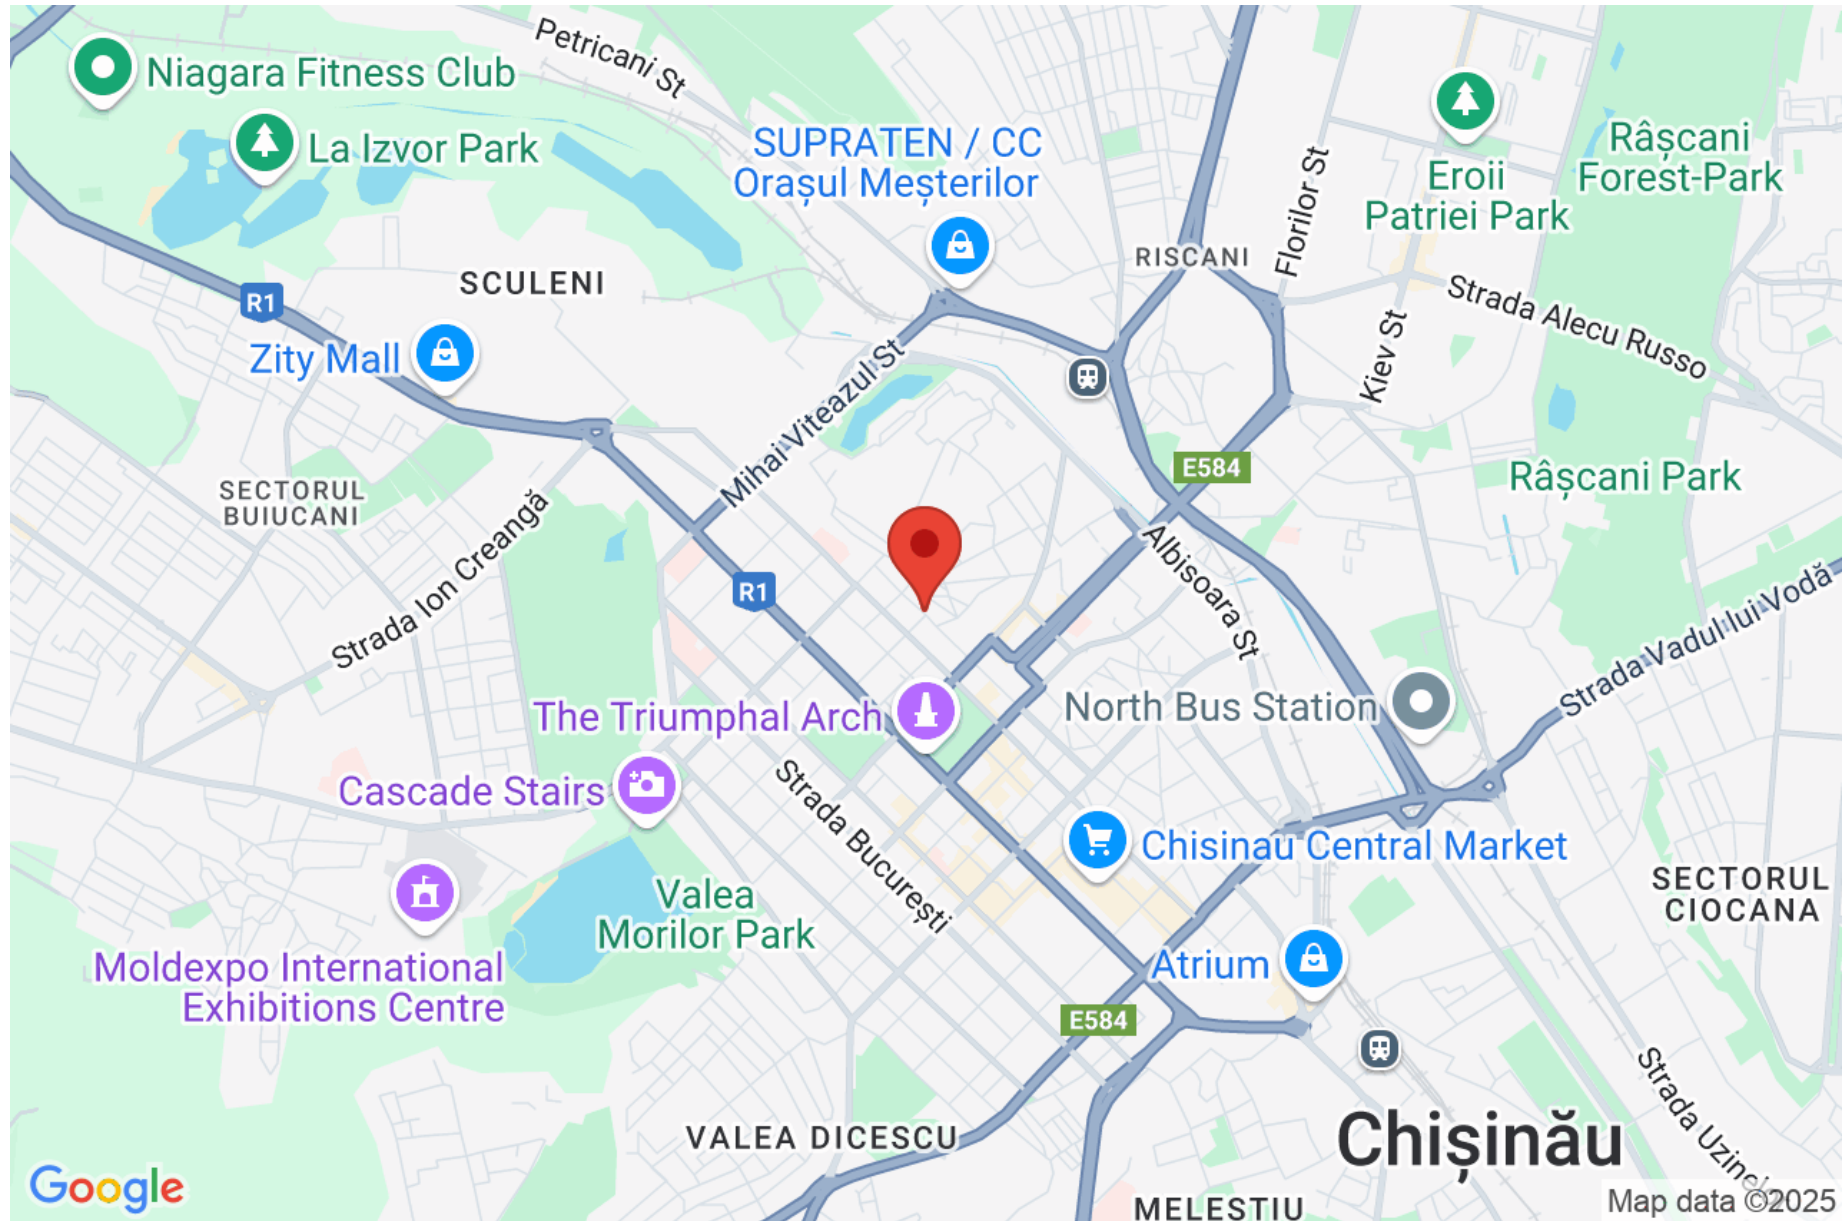 Petricani St
Niagara Fitness Club
La Izvor Park
SUPRATEN / CC
Orașul Meșterilor
Râșcani
Forest-Park
Eroii
Patriei Park
Florilor St
RISCANI
SCULENI
R1
Strada Alecu Russo
Kiev St
Zity Mall
Mihai Viteazul St
E584
Râșcani Park
SECTORUL
BUIUCANI
Strada Ion Creangă
R1
Albisoara St
Strada Vadul lui Vodă
The Triumphal Arch
North Bus Station
Cascade Stairs
Strada București
Chisinau Central Market
Valea
Morilor Park
SECTORUL
CIOCANA
Moldexpo International
Exhibitions Centre
Atrium
E584
Strada Uzinelor
VALEA DICESCU
Chișinău
MELESTIU
Google
Map data ©2025